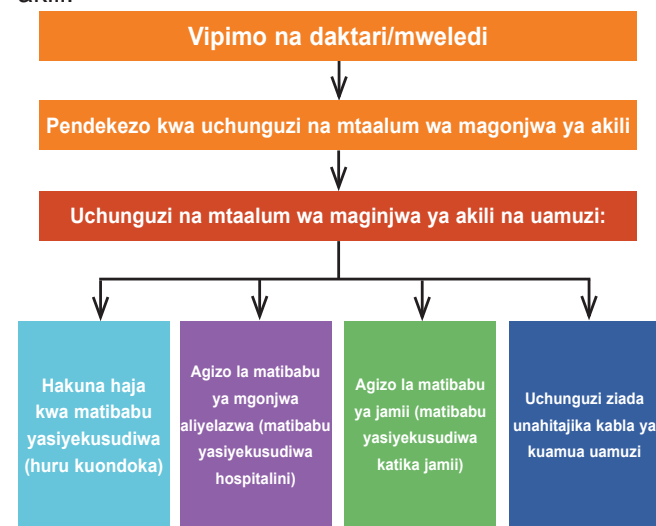 akili.
Vipimo na daktari/mweledi
Pendekezo kwa uchunguzi na mtaalum wa magonjwa ya akili
Uchunguzi na mtaalum wa maginjwa ya akili na uamuzi:
Hakuna haja
kwa matibabu
yasiyekusudiwa
(huru kuondoka)
Agizo la matibabu
ya mgonjwa
aliyelazwa (matibabu
yasiyekusudiwa
hospitalini)
Agizo la matibabu
ya jamii (matibabu
yasiyekusudiwa
katika jamii)
Uchunguzi ziada
unahitajika kabla ya
kuamua uamuzi